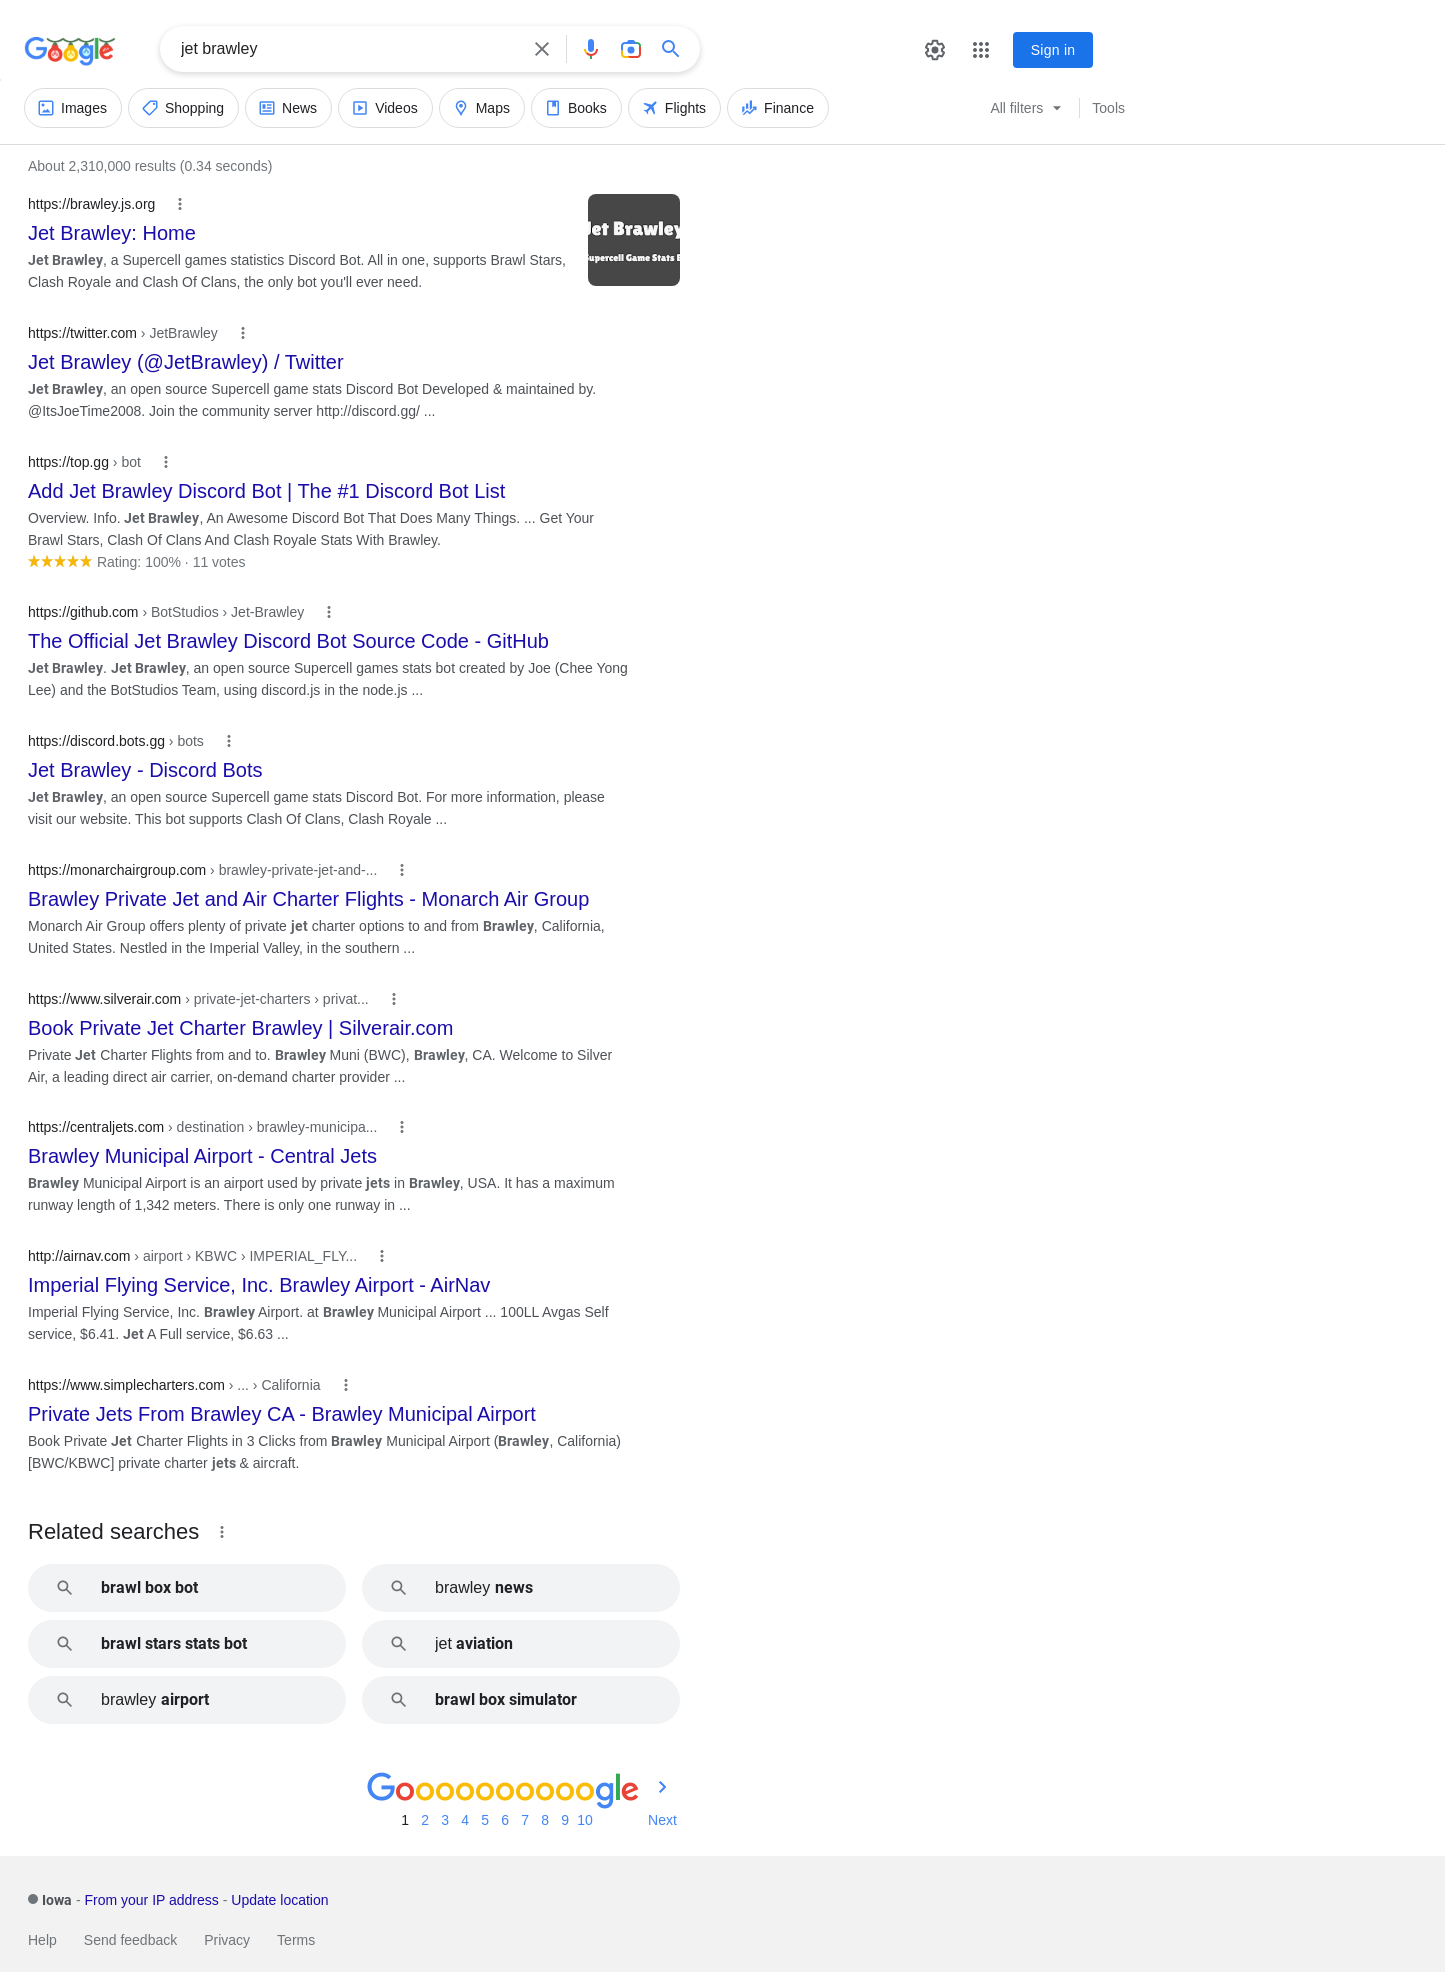 Google
jet brawley
Sign in
Images
Shopping
News
Videos
Maps
Books
Flights
Finance
All filters
Tools
About 2,310,000 results (0.34 seconds)
https://brawley.js.org
Jet Brawley: Home
Jet Brawley, a Supercell games statistics Discord Bot. All in one, supports Brawl Stars,
Clash Royale and Clash Of Clans, the only bot you'll ever need.
Jet Brawley
Supercell Game Stats
https://twitter.com › JetBrawley
Jet Brawley (@JetBrawley) / Twitter
Jet Brawley, an open source Supercell game stats Discord Bot Developed & maintained by.
@ItsJoeTime2008. Join the community server http://discord.gg/ ...
https://top.gg › bot
Add Jet Brawley Discord Bot | The #1 Discord Bot List
Overview. Info. Jet Brawley, An Awesome Discord Bot That Does Many Things. ... Get Your
Brawl Stars, Clash Of Clans And Clash Royale Stats With Brawley.
Rating: 100% · 11 votes
https://github.com › BotStudios › Jet-Brawley
The Official Jet Brawley Discord Bot Source Code - GitHub
Jet Brawley. Jet Brawley, an open source Supercell games stats bot created by Joe (Chee Yong
Lee) and the BotStudios Team, using discord.js in the node.js ...
https://discord.bots.gg › bots
Jet Brawley - Discord Bots
Jet Brawley, an open source Supercell game stats Discord Bot. For more information, please
visit our website. This bot supports Clash Of Clans, Clash Royale ...
https://monarchairgroup.com › brawley-private-jet-and-...
Brawley Private Jet and Air Charter Flights - Monarch Air Group
Monarch Air Group offers plenty of private jet charter options to and from Brawley, California,
United States. Nestled in the Imperial Valley, in the southern ...
https://www.silverair.com › private-jet-charters › privat...
Book Private Jet Charter Brawley | Silverair.com
Private Jet Charter Flights from and to. Brawley Muni (BWC), Brawley, CA. Welcome to Silver
Air, a leading direct air carrier, on-demand charter provider ...
https://centraljets.com › destination › brawley-municipa...
Brawley Municipal Airport - Central Jets
Brawley Municipal Airport is an airport used by private jets in Brawley, USA. It has a maximum
runway length of 1,342 meters. There is only one runway in ...
http://airnav.com › airport › KBWC › IMPERIAL_FLY...
Imperial Flying Service, Inc. Brawley Airport - AirNav
Imperial Flying Service, Inc. Brawley Airport. at Brawley Municipal Airport ... 100LL Avgas Self
service, $6.41. Jet A Full service, $6.63 ...
https://www.simplecharters.com › ... › California
Private Jets From Brawley CA - Brawley Municipal Airport
Book Private Jet Charter Flights in 3 Clicks from Brawley Municipal Airport (Brawley, California)
[BWC/KBWC] private charter jets & aircraft.
Related searches
brawl box bot
brawley news
brawl stars stats bot
jet aviation
brawley airport
brawl box simulator
Goooooooooogle
1 2 3 4 5 6 7 8 9 10 Next
Iowa - From your IP address - Update location
Help
Send feedback
Privacy
Terms